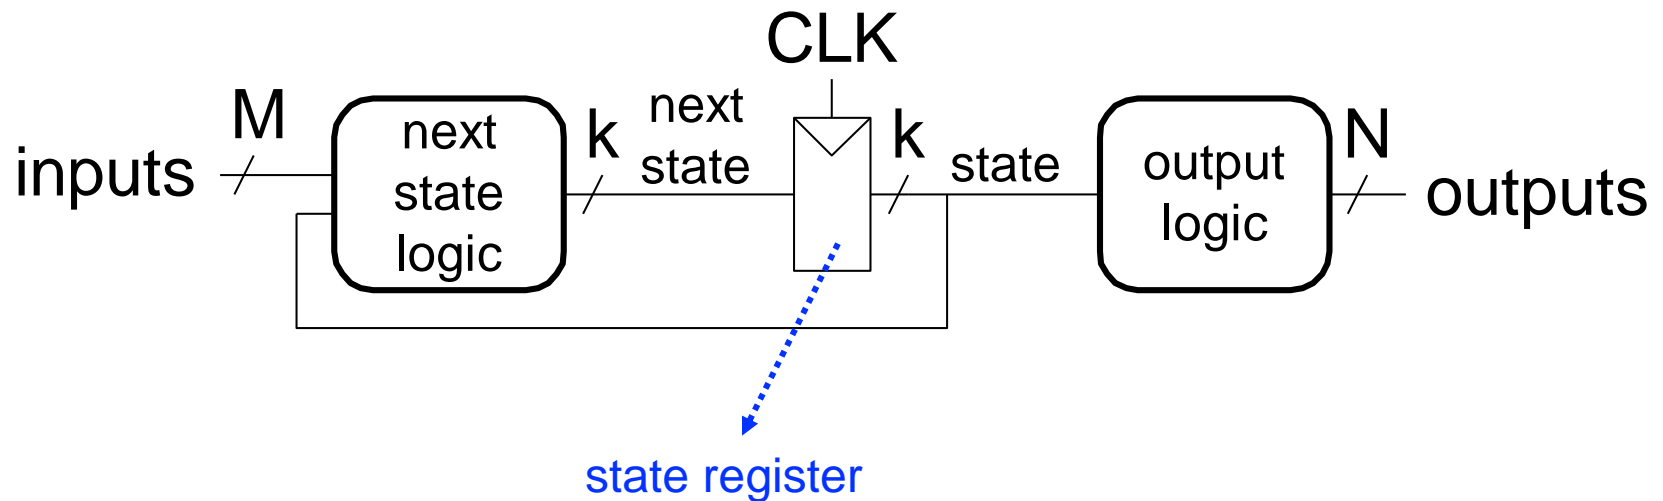 CLK
inputs
M
next
state
logic
k
next
state
k
state
output
logic
N
outputs
state register